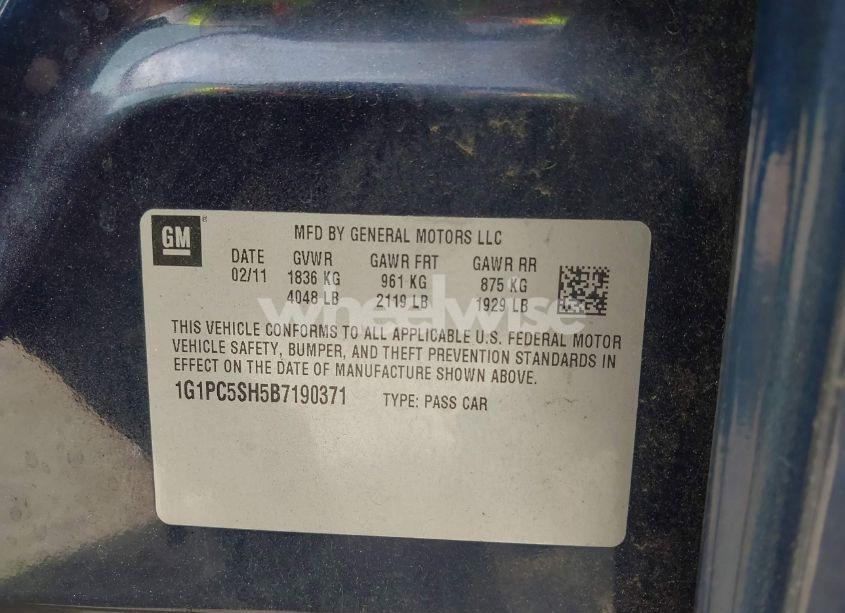 GM ®
MFD BY GENERAL MOTORS LLC
DATE GVWR GAWR FRT GAWR RR
02/11 1836 KG 961 KG 875 KG
4048 LB 2119 LB 1929 LB
wheelwise
THIS VEHICLE CONFORMS TO ALL APPLICABLE U.S. FEDERAL MOTOR
VEHICLE SAFETY, BUMPER, AND THEFT PREVENTION STANDARDS IN
EFFECT ON THE DATE OF MANUFACTURE SHOWN ABOVE.
1G1PC5SH5B7190371 TYPE: PASS CAR